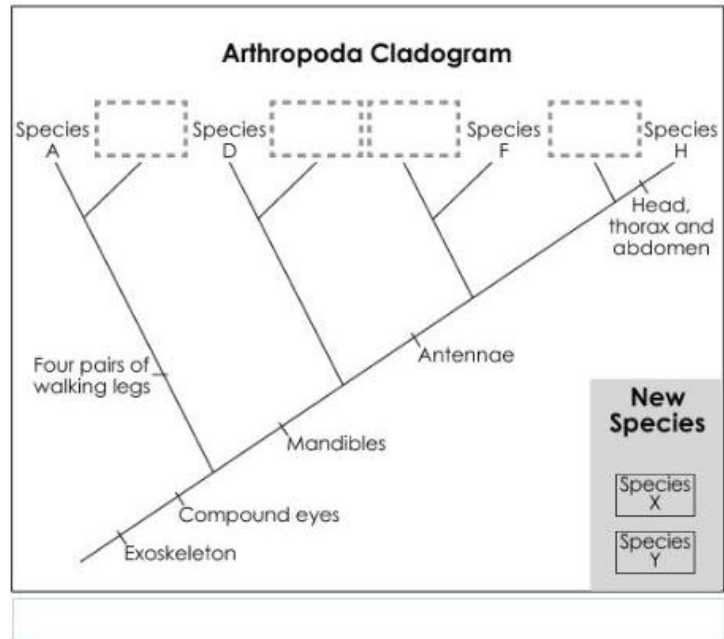 Arthropoda Cladogram
Species
A
Species
D
Species
F
Species
H
Head,
thorax and
abdomen
Four pairs of
walking legs
Antennae
Mandibles
Compound eyes
Exoskeleton
New
Species
Species
X
Species
Y